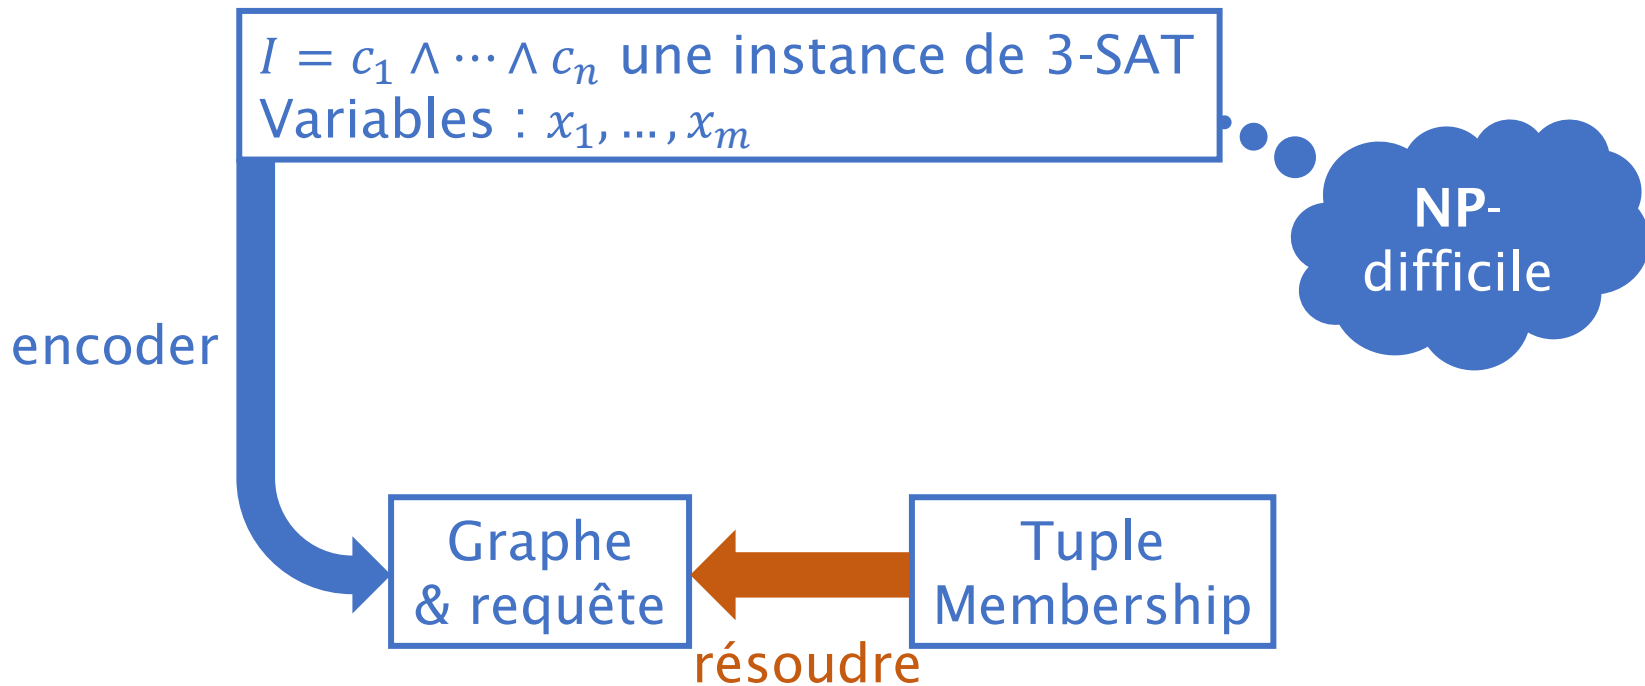 I = c₁ ∧ ⋯ ∧ cₙ une instance de 3-SAT
Variables : x₁, … , xₘ
NP-
difficile
encoder
Graphe
& requête
Tuple
Membership
résoudre